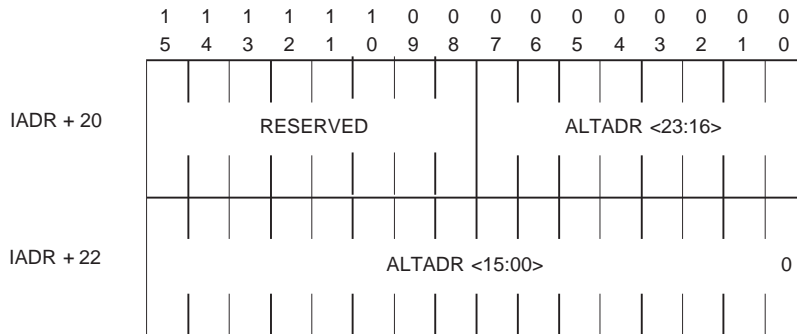 1 1 1 1 1 1 0 0 0 0 0 0 0 0 0 0
5 4 3 2 1 0 9 8 7 6 5 4 3 2 1 0
IADR + 20 RESERVED ALTADR <23:16>
IADR + 22 ALTADR <15:00> 0